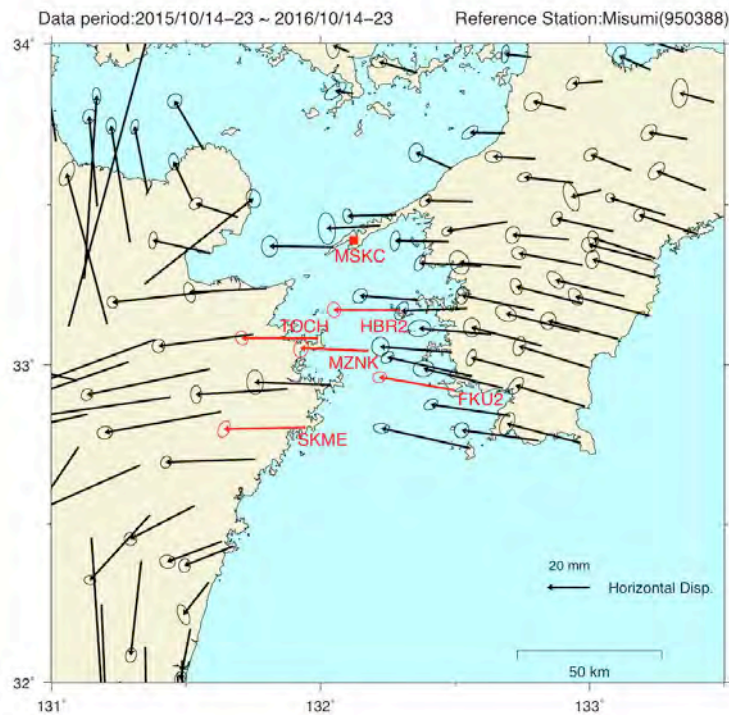 Data period:2015/10/14–23 ~ 2016/10/14–23 Reference Station:Misumi(950388)
34°
MSKC
TOCH HBR2
33°
MZNK
FKU2
SKME
20 mm
Horizontal Disp.
50 km
32°
131° 132° 133°